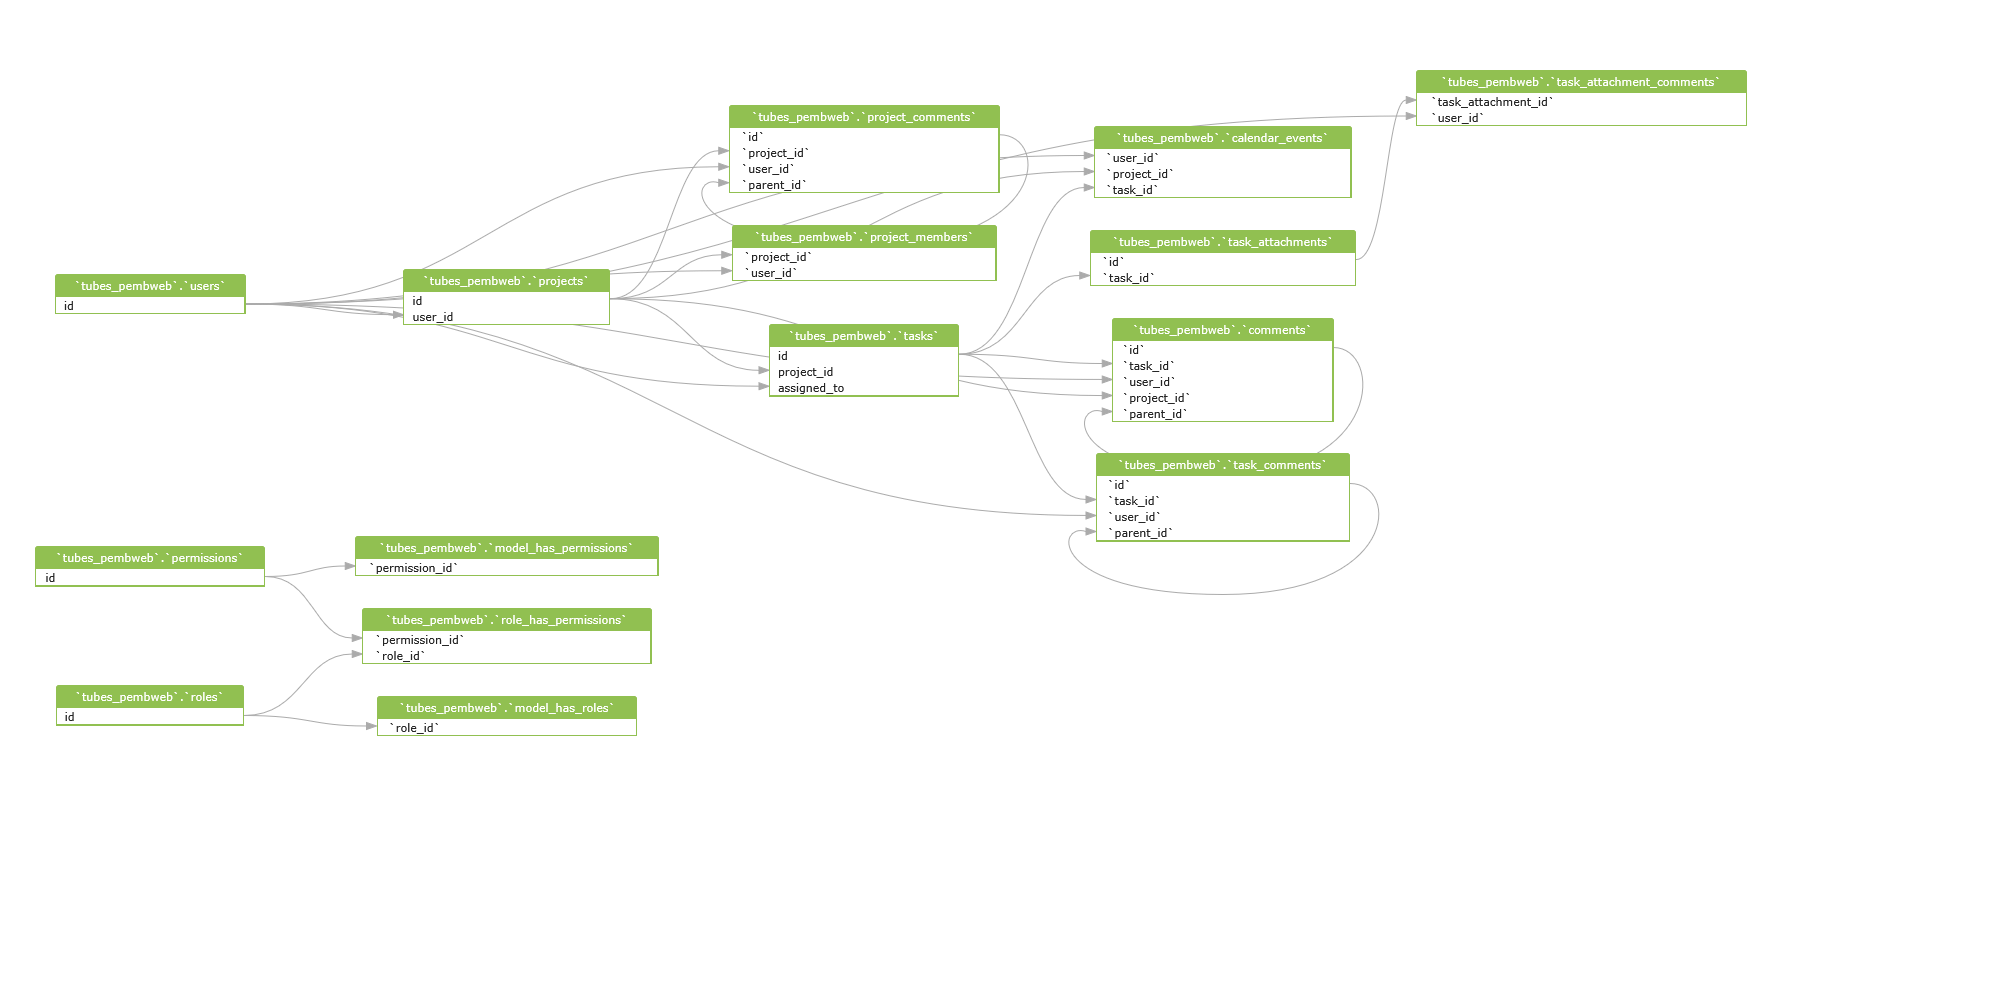 `tubes_pembweb`.`users`
id
`tubes_pembweb`.`projects`
id
user_id
`tubes_pembweb`.`project_comments`
`id`
`project_id`
`user_id`
`parent_id`
`tubes_pembweb`.`project_members`
`project_id`
`user_id`
`tubes_pembweb`.`tasks`
id
project_id
assigned_to
`tubes_pembweb`.`calendar_events`
`user_id`
`project_id`
`task_id`
`tubes_pembweb`.`task_attachments`
`id`
`task_id`
`tubes_pembweb`.`comments`
`id`
`task_id`
`user_id`
`project_id`
`parent_id`
`tubes_pembweb`.`task_comments`
`id`
`task_id`
`user_id`
`parent_id`
`tubes_pembweb`.`task_attachment_comments`
`task_attachment_id`
`user_id`
`tubes_pembweb`.`permissions`
id
`tubes_pembweb`.`model_has_permissions`
`permission_id`
`tubes_pembweb`.`role_has_permissions`
`permission_id`
`role_id`
`tubes_pembweb`.`roles`
id
`tubes_pembweb`.`model_has_roles`
`role_id`